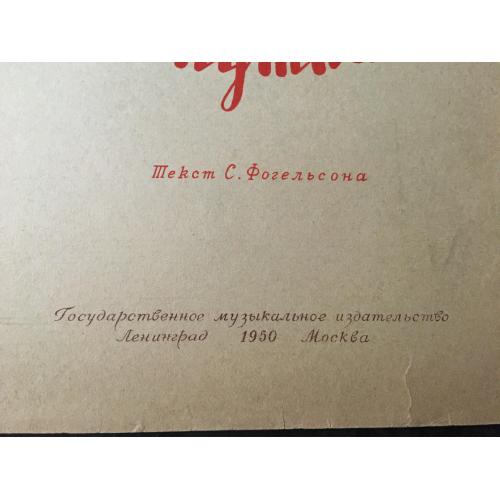 Текст С. Фогельсона
Государственное музыкальное издательство
Ленинград 1950 Москва